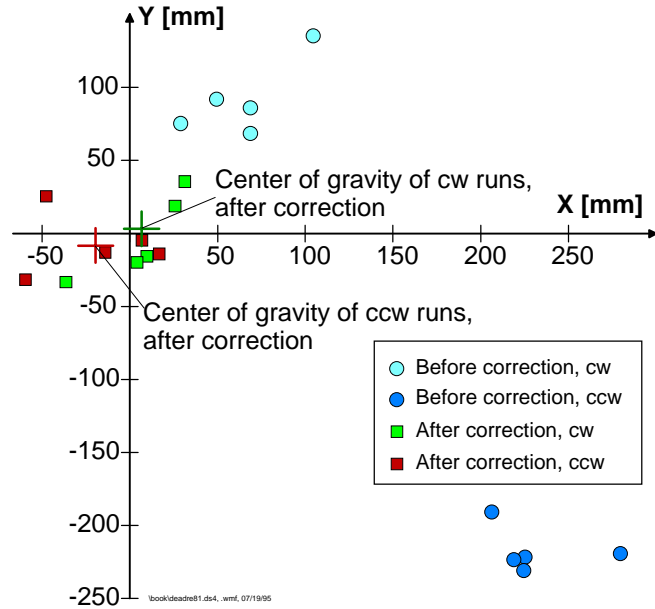 Y [mm]
100
50
Center of gravity of cw runs,
after correction
X [mm]
-50
50
100
150
200
250
-50
Center of gravity of ccw runs,
after correction
-100
-150
-200
-250
Before correction, cw
Before correction, ccw
After correction, cw
After correction, ccw
\book\deadre81.ds4, .wmf, 07/19/95